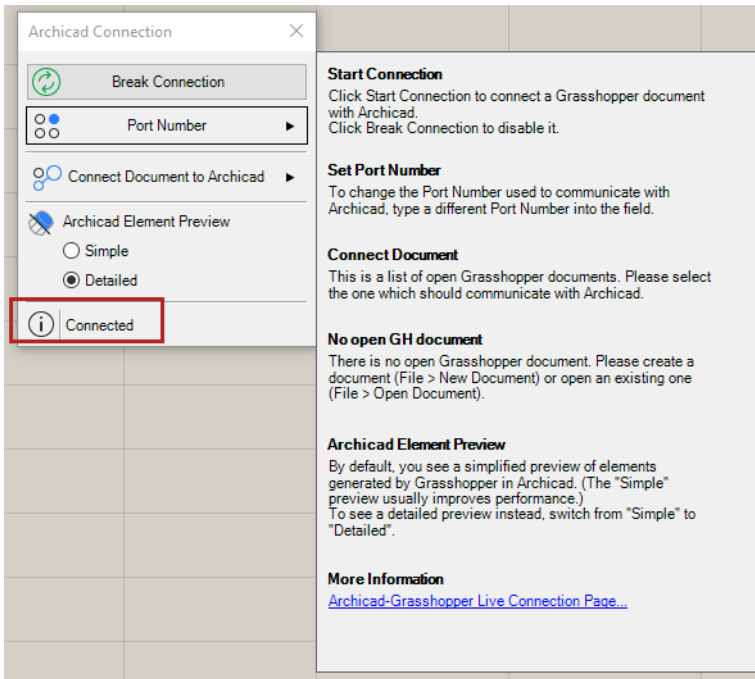 Archicad Connection
Break Connection
Port Number
Connect Document to Archicad
Archicad Element Preview
Simple
Detailed
Connected
Start Connection
Click Start Connection to connect a Grasshopper document
with Archicad.
Click Break Connection to disable it.
Set Port Number
To change the Port Number used to communicate with
Archicad, type a different Port Number into the field.
Connect Document
This is a list of open Grasshopper documents. Please select
the one which should communicate with Archicad.
No open GH document
There is no open Grasshopper document. Please create a
document (File > New Document) or open an existing one
(File > Open Document).
Archicad Element Preview
By default, you see a simplified preview of elements
generated by Grasshopper in Archicad. (The "Simple"
preview usually improves performance.)
To see a detailed preview instead, switch from "Simple" to
"Detailed".
More Information
Archicad-Grasshopper Live Connection Page...